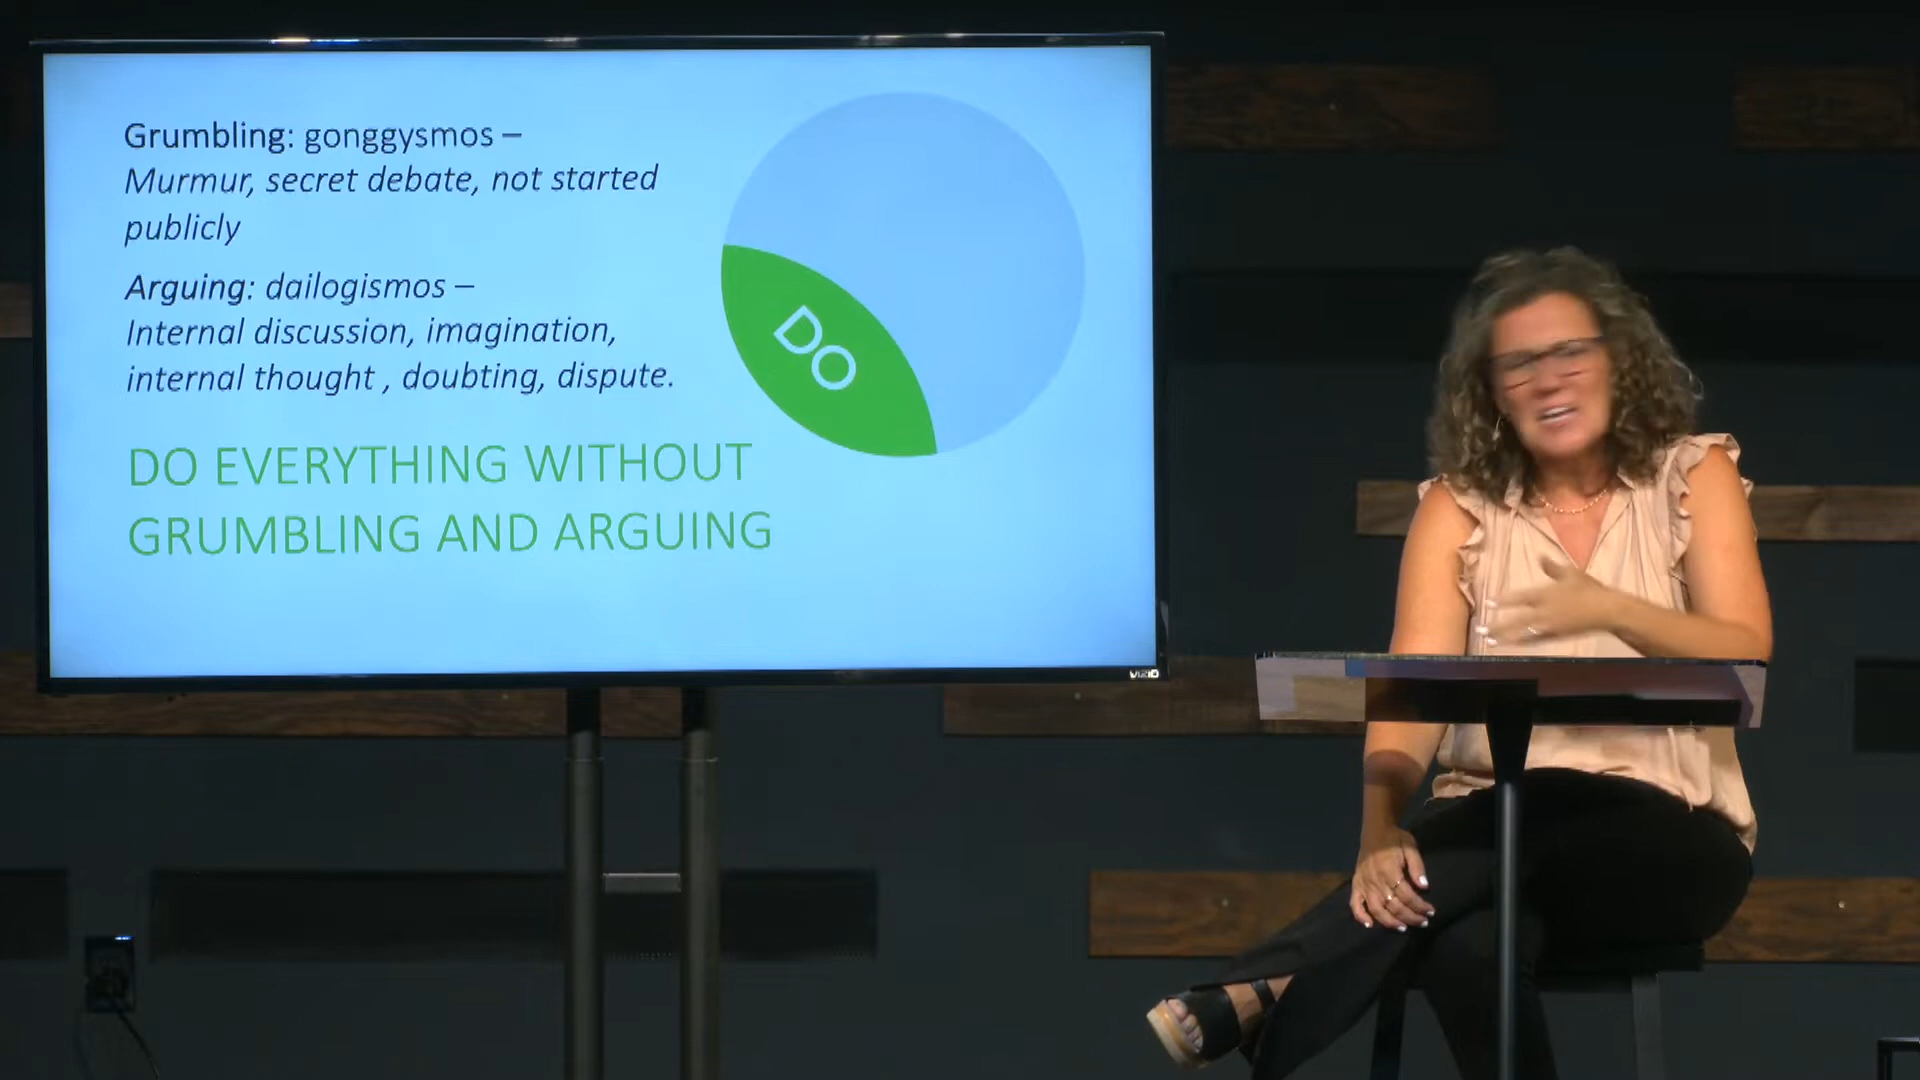 Grumbling: gonggysmos –
Murmur, secret debate, not started
publicly
Arguing: dailogismos –
Internal discussion, imagination,
internal thought , doubting, dispute.
DO EVERYTHING WITHOUT
GRUMBLING AND ARGUING
DO
VIZIO